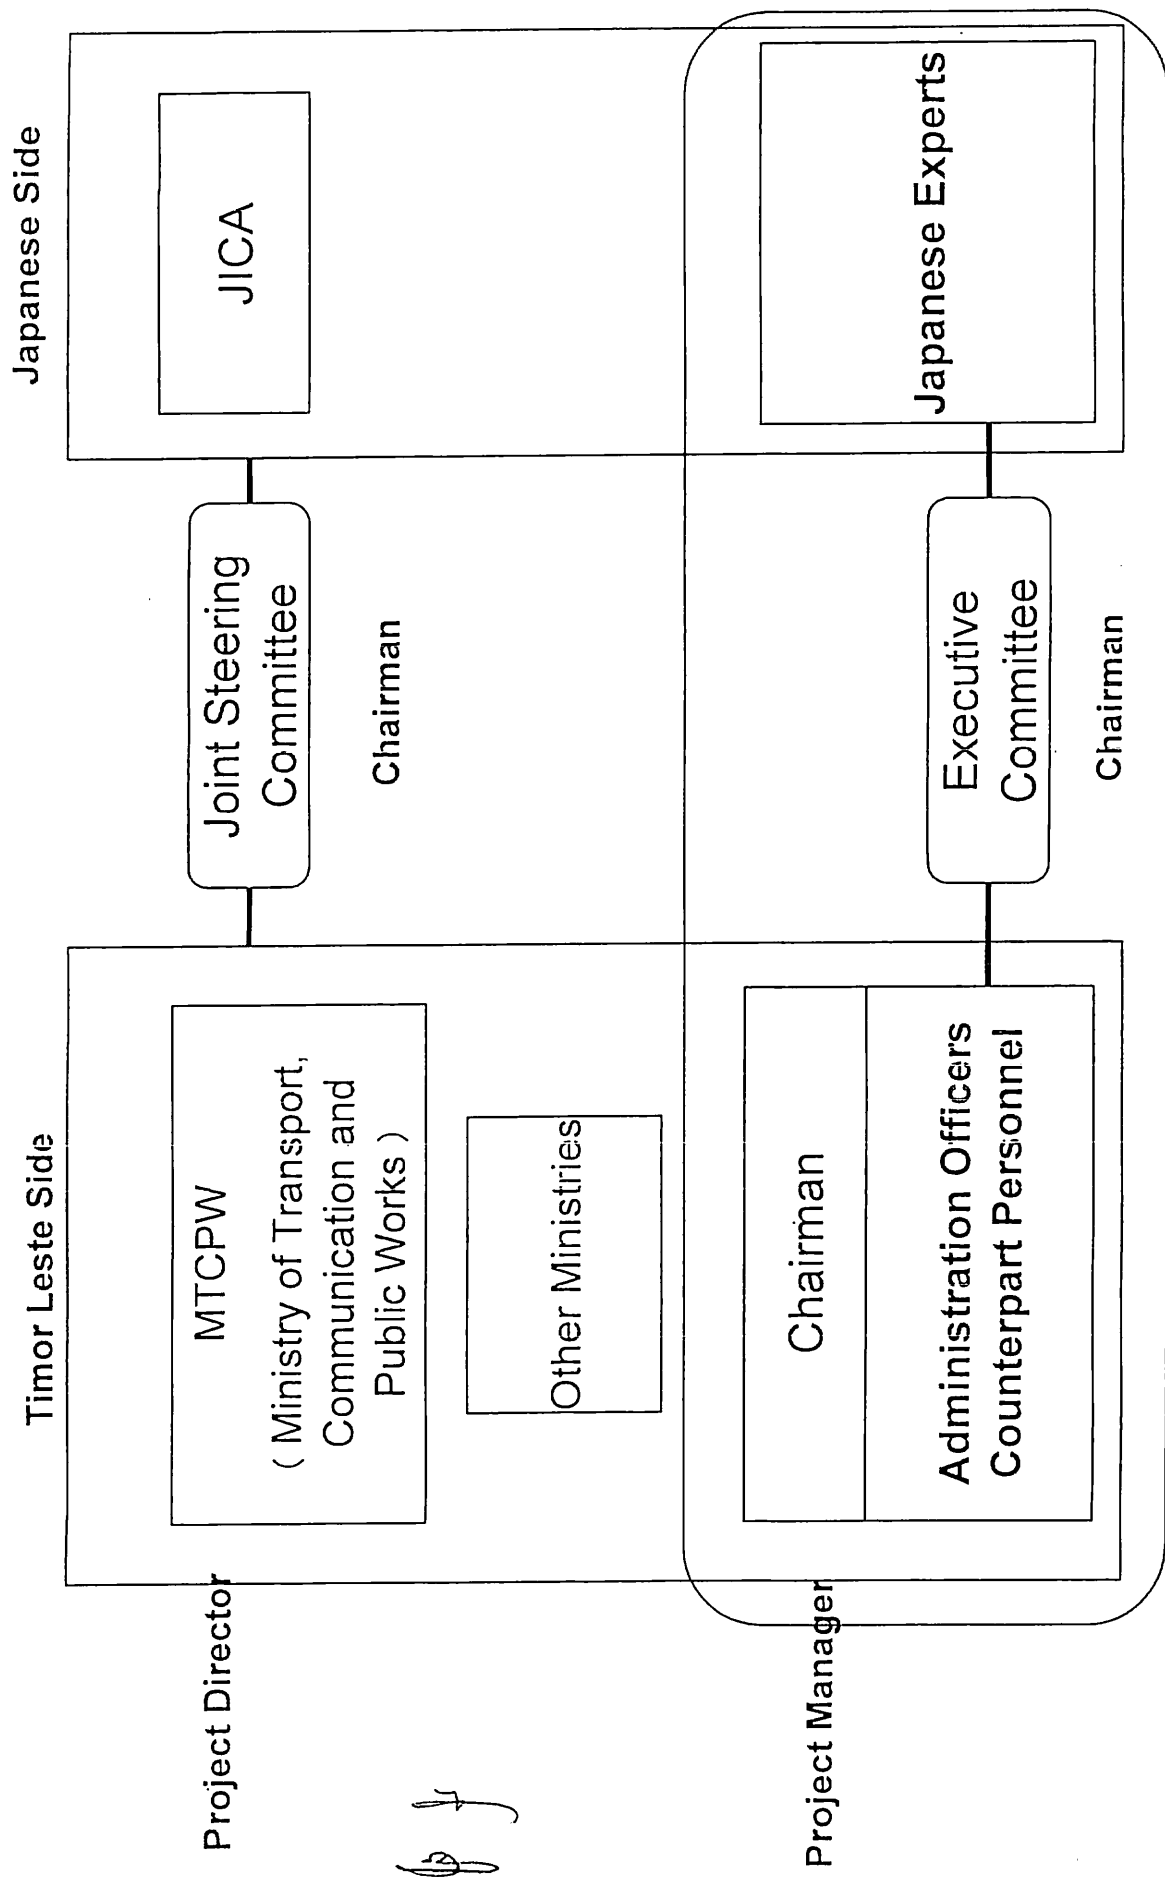 Timor Leste Side
Japanese Side
Project Director
MTCPW
( Ministry of Transport,
Communication and
Public Works )
Joint Steering
Committee
JICA
Chairman
Other Ministries
Project Manager
Chairman
Administration Officers
Counterpart Personnel
Executive
Committee
Japanese Experts
Chairman